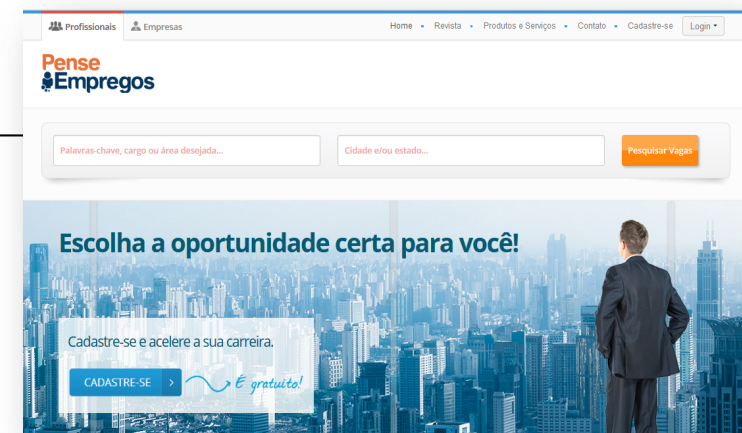 Profissionais
Empresas
Home • Revista • Produtos e Serviços • Contato • Cadastre-se
Login
Pense
Empregos
Palavras-chave, cargo ou área desejada...
Cidade e/ou estado...
Pesquisar Vagas
Escolha a oportunidade certa para você!
Cadastre-se e acelere a sua carreira.
CADASTRE-SE >
É gratuito!